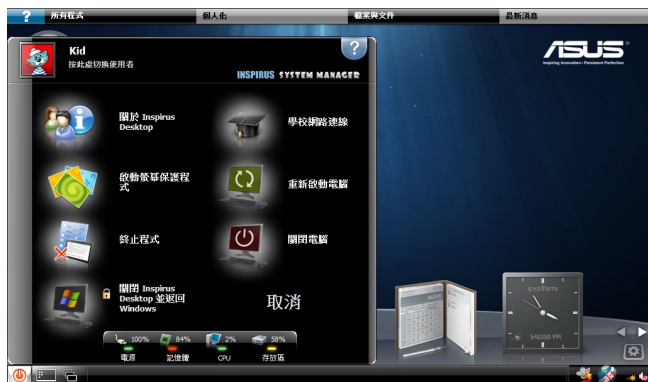 ?
所有程式
個人化
檔案與文件
最新消息
Kid
按此處切換使用者
?
INSPIRUS SYSTEM MANAGER
ASUS
Inspiring Innovation • Persistent Perfection
關於 Inspirus
Desktop
學校網路連線
啟動螢幕保護程
式
重新啟動電腦
終止程式
關閉電腦
關閉 Inspirus
Desktop 並返回
Windows
取消
100%
84%
2%
58%
電源
記憶體
CPU
存放區